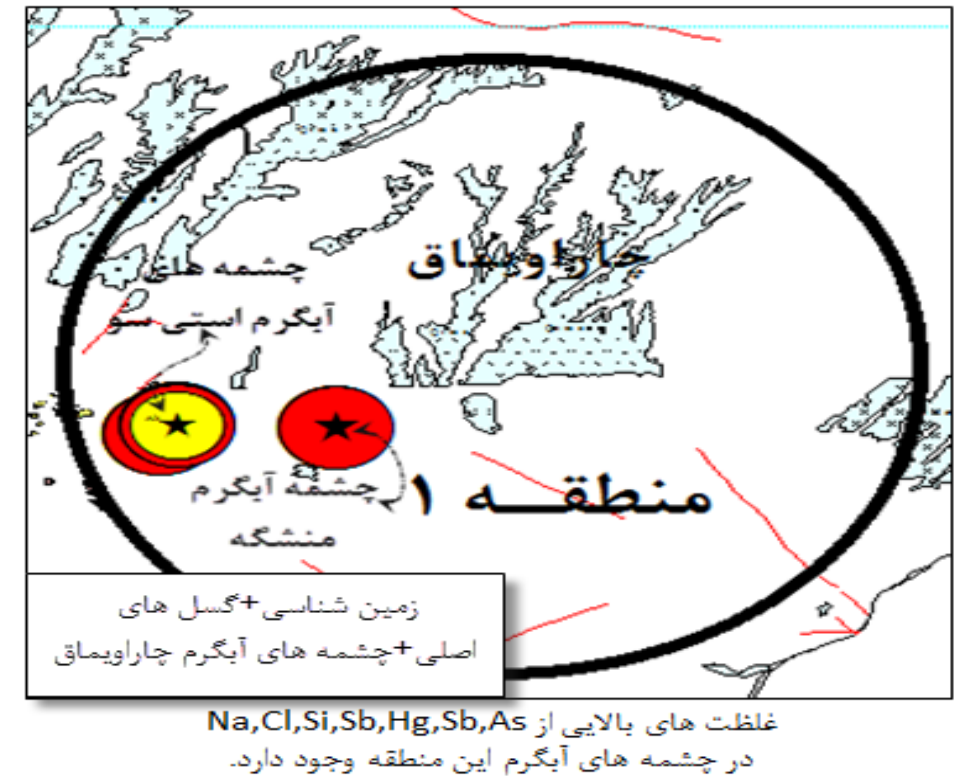 چاراویماق
چشمه های
آبگرم استی سو
منطقـــه ۱
چشمه آبگرم
منشگه
زمین شناسی+گسل های
اصلی+چشمه های آبگرم چاراویماق
غلظت های بالایی از Na,Cl,Si,Sb,Hg,Sb,As
در چشمه های آبگرم این منطقه وجود دارد.